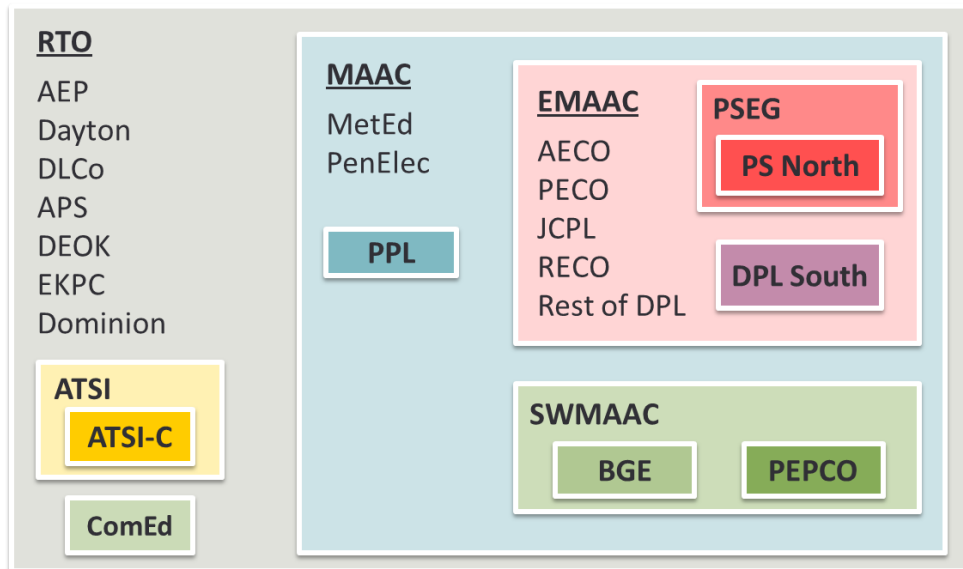 RTO
AEP
Dayton
DLCo
APS
DEOK
EKPC
Dominion
ATSI
ATSI-C
ComEd
MAAC
MetEd
PenElec
PPL
EMAAC
AECO
PECO
JCPL
RECO
Rest of DPL
PSEG
PS North
DPL South
SWMAAC
BGE
PEPCO